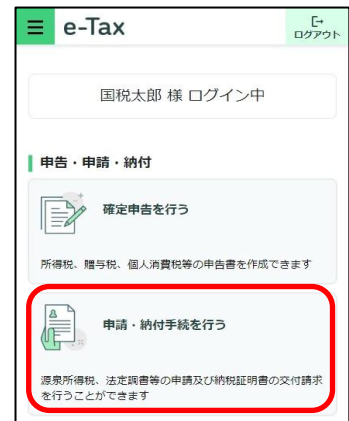 e-Tax
ログアウト
国税太郎 様 ログイン中
申告・申請・納付
確定申告を行う
所得税、贈与税、個人消費税等の申告書を作成できます
申請・納付手続を行う
源泉所得税、法定調書等の申請及び納税証明書の交付請求
を行うことができます